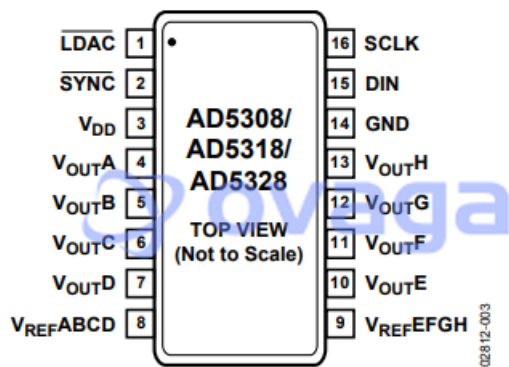 LDAC 1
SYNC 2
VDD 3
VOUTA 4
VOUTB 5
VOUTC 6
VOUTD 7
VREFABCD 8
AD5308/
AD5318/
AD5328
TOP VIEW
(Not to Scale)
16 SCLK
15 DIN
14 GND
13 VOUTH
12 VOUTG
11 VOUTF
10 VOUTE
9 VREFEFGH
02812-003
ovaga